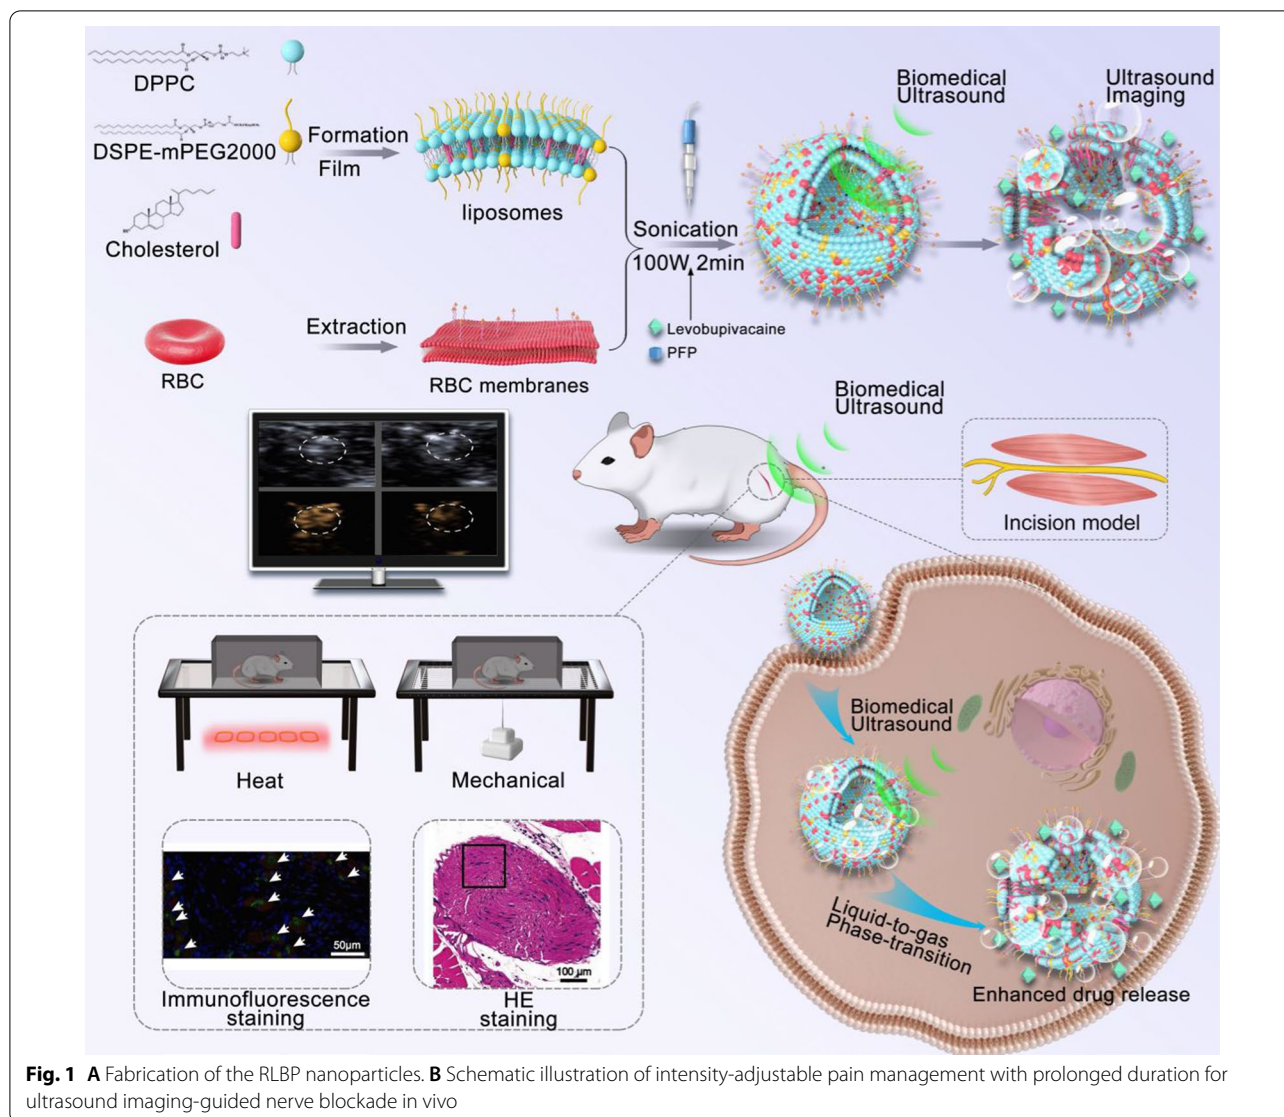 DPPC
DSPE-mPEG2000
Cholesterol
Formation
Film
liposomes
RBC
Extraction
RBC membranes
Sonication
100W 2min
Levobupivacaine
PFP
Biomedical
Ultrasound
Ultrasound
Imaging
Biomedical
Ultrasound
Incision model
Heat
Mechanical
50μm
Immunofluorescence
staining
100 μm
HE
staining
Biomedical
Ultrasound
Liquid-to-gas
Phase-transition
Enhanced drug release
Fig. 1 A Fabrication of the RLBP nanoparticles. B Schematic illustration of intensity-adjustable pain management with prolonged duration for
ultrasound imaging-guided nerve blockade in vivo